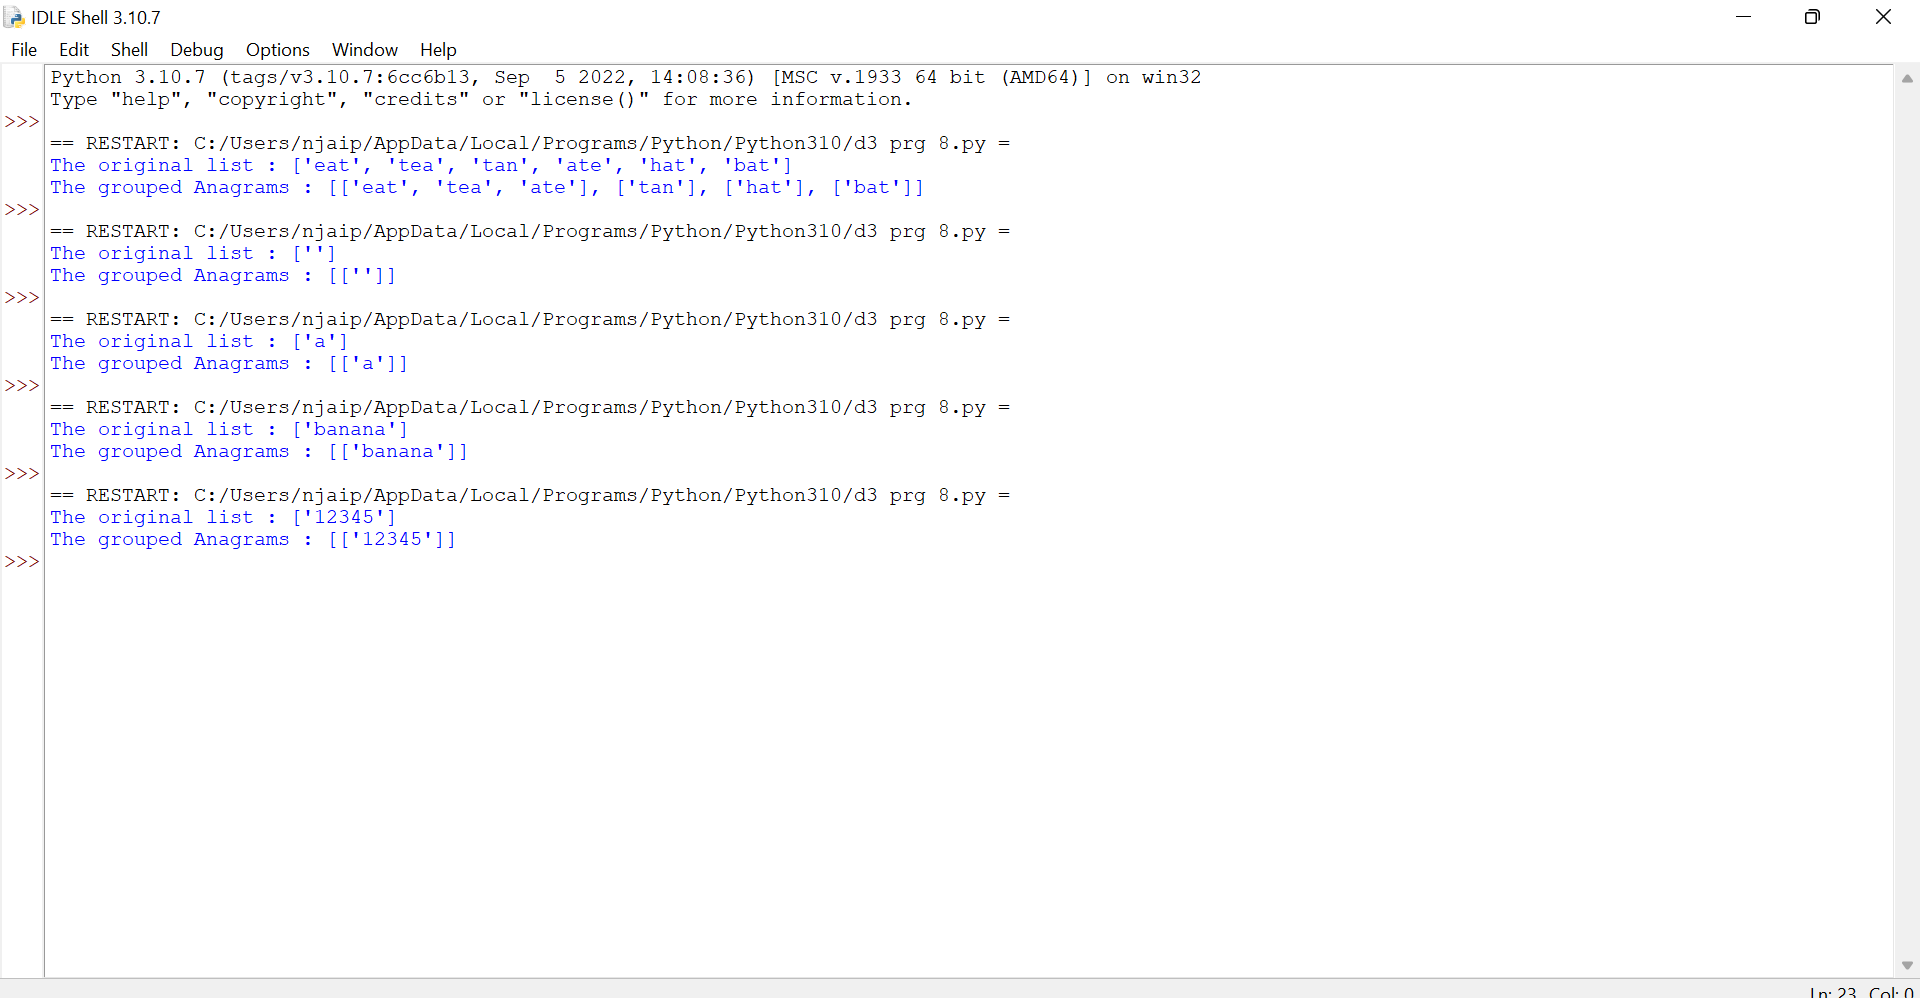 IDLE Shell 3.10.7
File Edit Shell Debug Options Window Help
Python 3.10.7 (tags/v3.10.7:6cc6b13, Sep  5 2022, 14:08:36) [MSC v.1933 64 bit (AMD64)] on win32
Type "help", "copyright", "credits" or "license()" for more information.
>>>
== RESTART: C:/Users/njaip/AppData/Local/Programs/Python/Python310/d3 prg 8.py =
The original list : ['eat', 'tea', 'tan', 'ate', 'hat', 'bat']
The grouped Anagrams : [['eat', 'tea', 'ate'], ['tan'], ['hat'], ['bat']]
>>>
== RESTART: C:/Users/njaip/AppData/Local/Programs/Python/Python310/d3 prg 8.py =
The original list : ['']
The grouped Anagrams : [['']]
>>>
== RESTART: C:/Users/njaip/AppData/Local/Programs/Python/Python310/d3 prg 8.py =
The original list : ['a']
The grouped Anagrams : [['a']]
>>>
== RESTART: C:/Users/njaip/AppData/Local/Programs/Python/Python310/d3 prg 8.py =
The original list : ['banana']
The grouped Anagrams : [['banana']]
>>>
== RESTART: C:/Users/njaip/AppData/Local/Programs/Python/Python310/d3 prg 8.py =
The original list : ['12345']
The grouped Anagrams : [['12345']]
>>>
Ln: 23 Col: 0